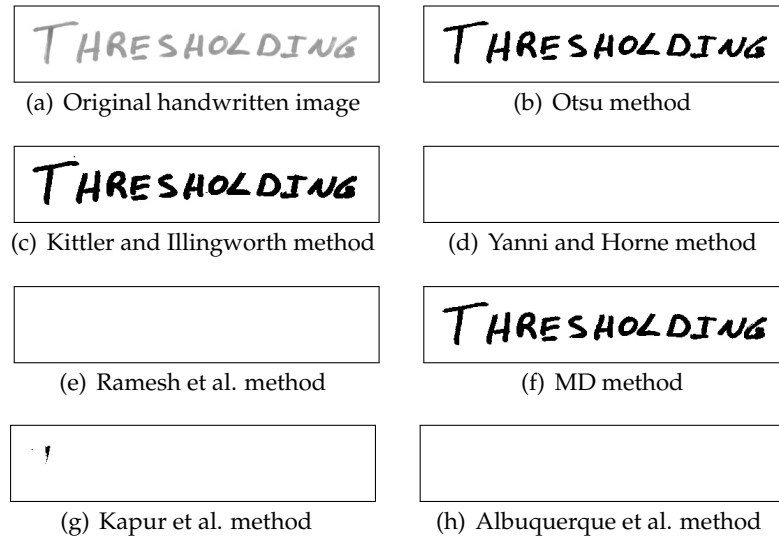 THRESHOLDING
THRESHOLDING
(a) Original handwritten image
(b) Otsu method
THRESHOLDING
(c) Kittler and Illingworth method
(d) Yanni and Horne method
THRESHOLDING
(e) Ramesh et al. method
(f) MD method
(g) Kapur et al. method
(h) Albuquerque et al. method